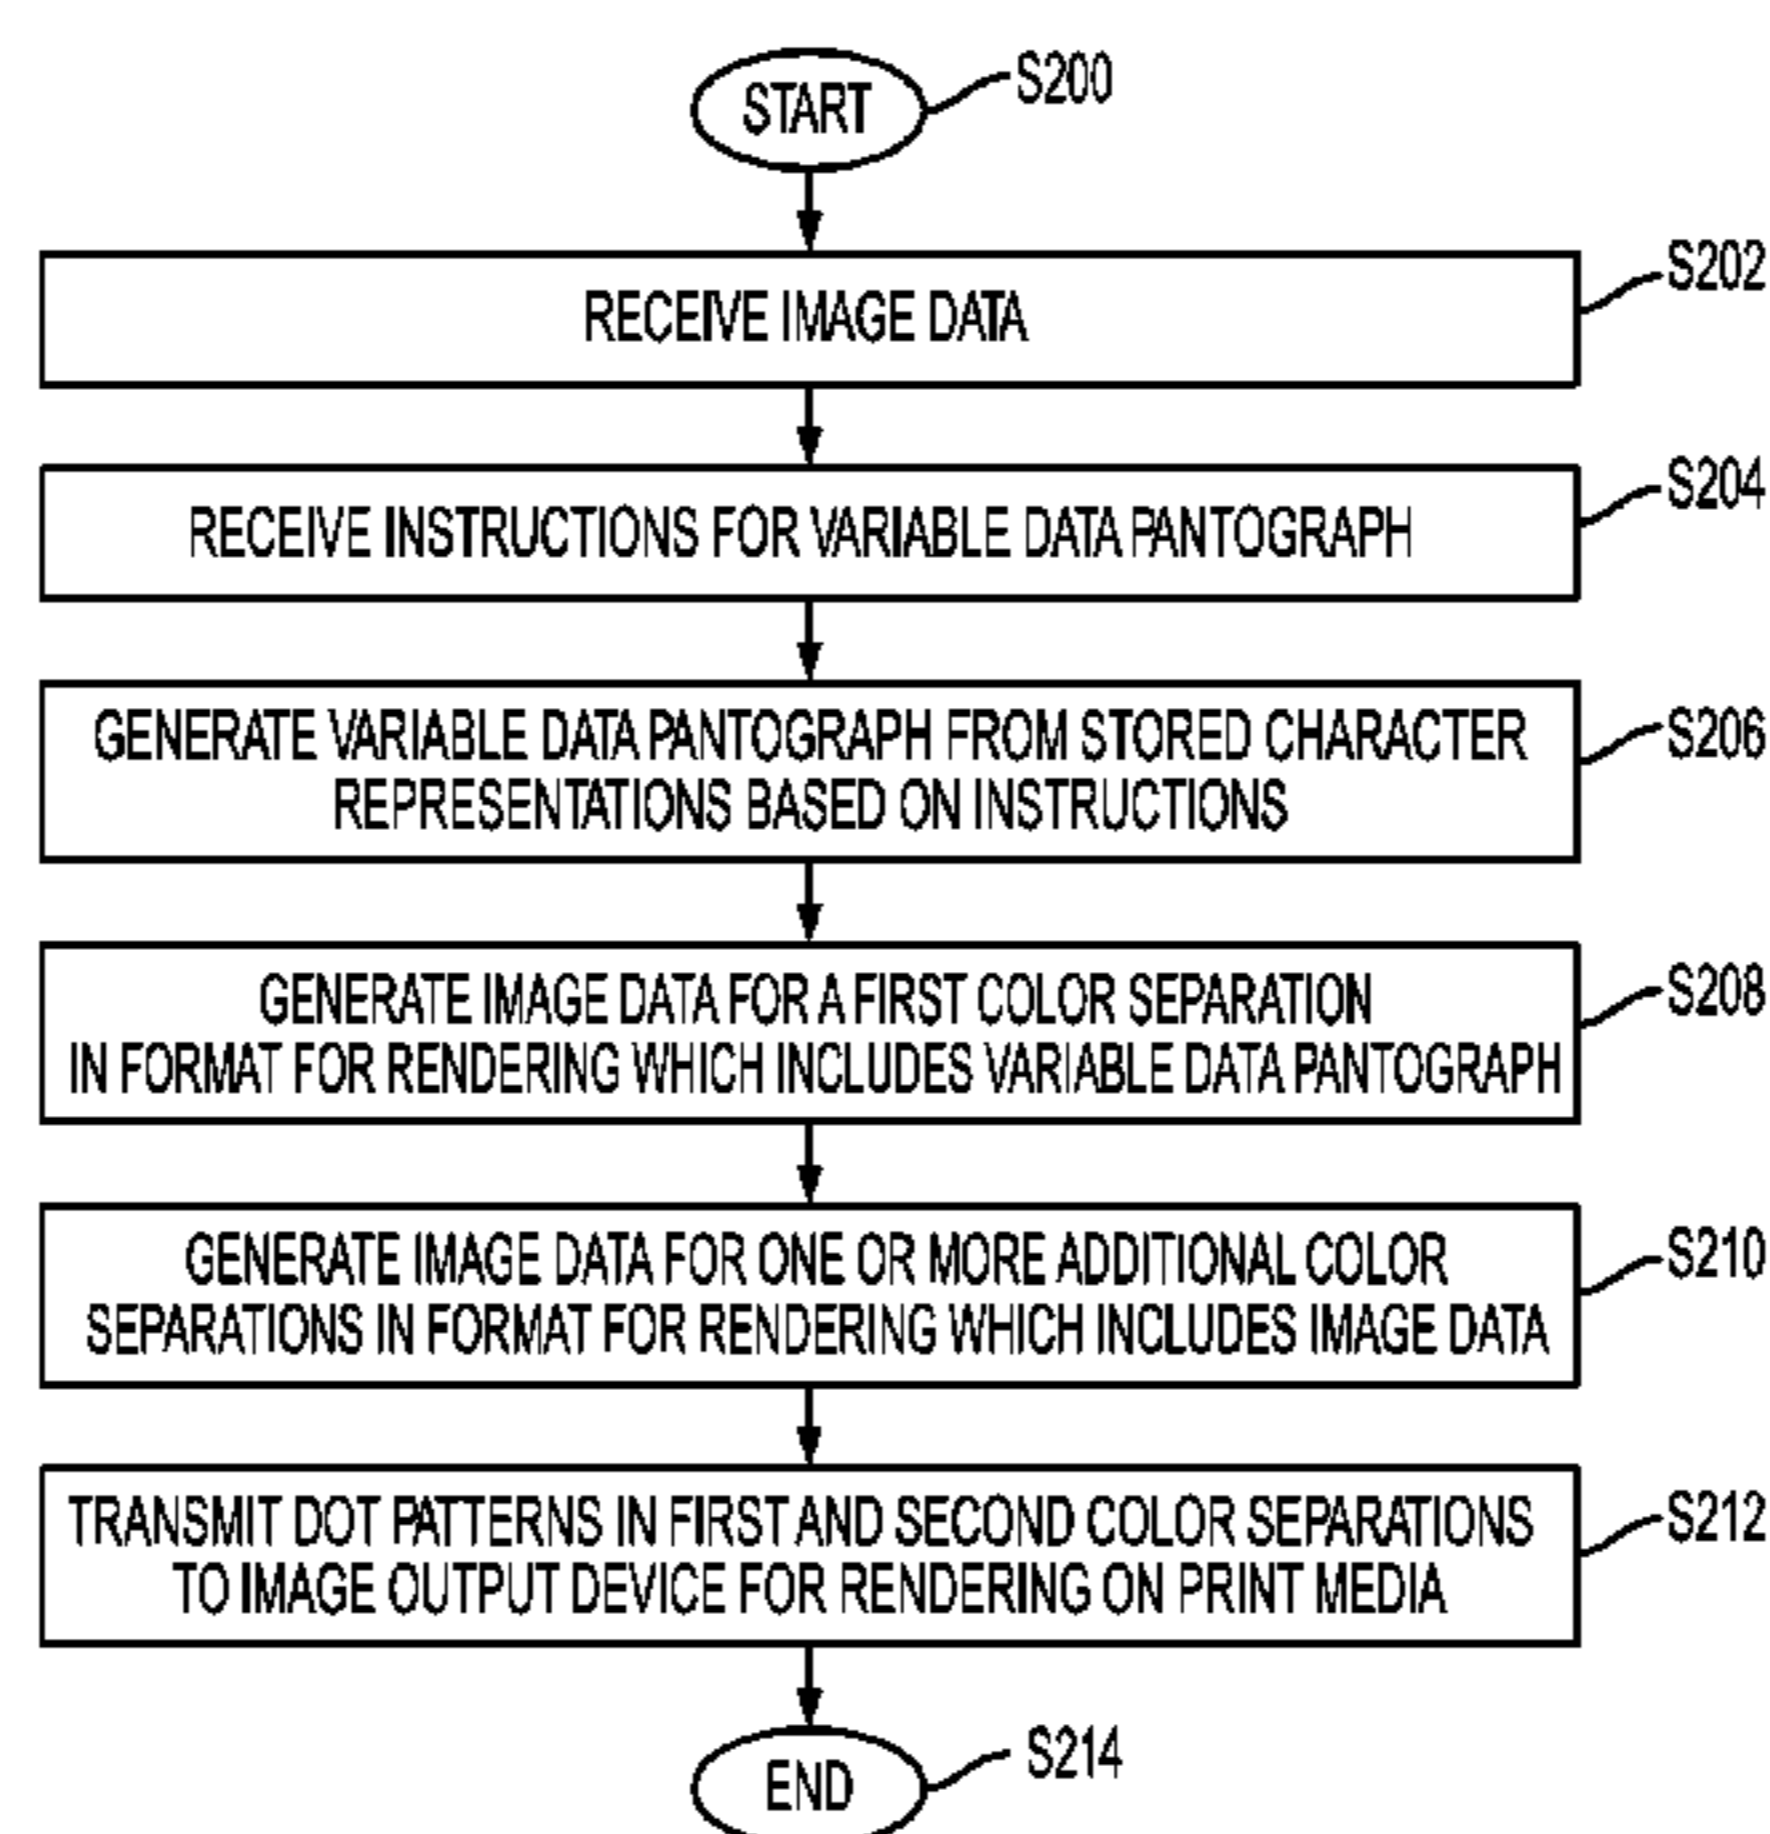 START
S200
RECEIVE IMAGE DATA
S202
RECEIVE INSTRUCTIONS FOR VARIABLE DATA PANTOGRAPH
S204
GENERATE VARIABLE DATA PANTOGRAPH FROM STORED CHARACTER
REPRESENTATIONS BASED ON INSTRUCTIONS
S206
GENERATE IMAGE DATA FOR A FIRST COLOR SEPARATION
IN FORMAT FOR RENDERING WHICH INCLUDES VARIABLE DATA PANTOGRAPH
S208
GENERATE IMAGE DATA FOR ONE OR MORE ADDITIONAL COLOR
SEPARATIONS IN FORMAT FOR RENDERING WHICH INCLUDES IMAGE DATA
S210
TRANSMIT DOT PATTERNS IN FIRST AND SECOND COLOR SEPARATIONS
TO IMAGE OUTPUT DEVICE FOR RENDERING ON PRINT MEDIA
S212
END
S214